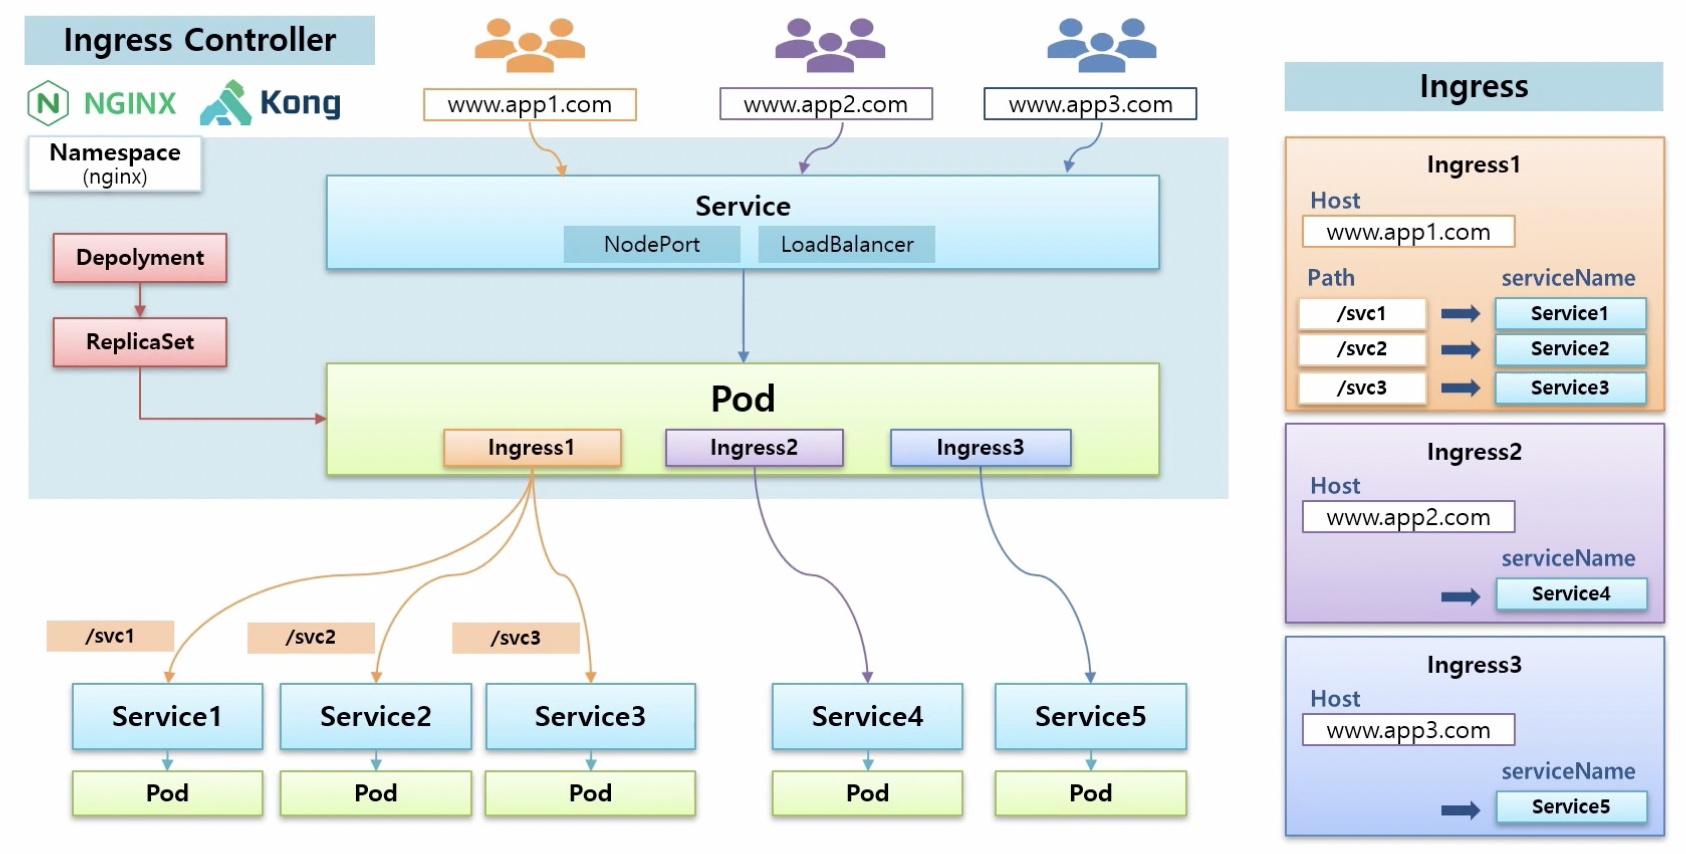 Ingress Controller
NGINX
Kong
www.app1.com
www.app2.com
www.app3.com
Namespace
(nginx)
Service
NodePort
LoadBalancer
Depolyment
ReplicaSet
Pod
Ingress1
Ingress2
Ingress3
/svc1
/svc2
/svc3
Service1
Service2
Service3
Service4
Service5
Pod
Pod
Pod
Pod
Pod
Ingress
Ingress1
Host
www.app1.com
Path
serviceName
/svc1
Service1
/svc2
Service2
/svc3
Service3
Ingress2
Host
www.app2.com
serviceName
Service4
Ingress3
Host
www.app3.com
serviceName
Service5